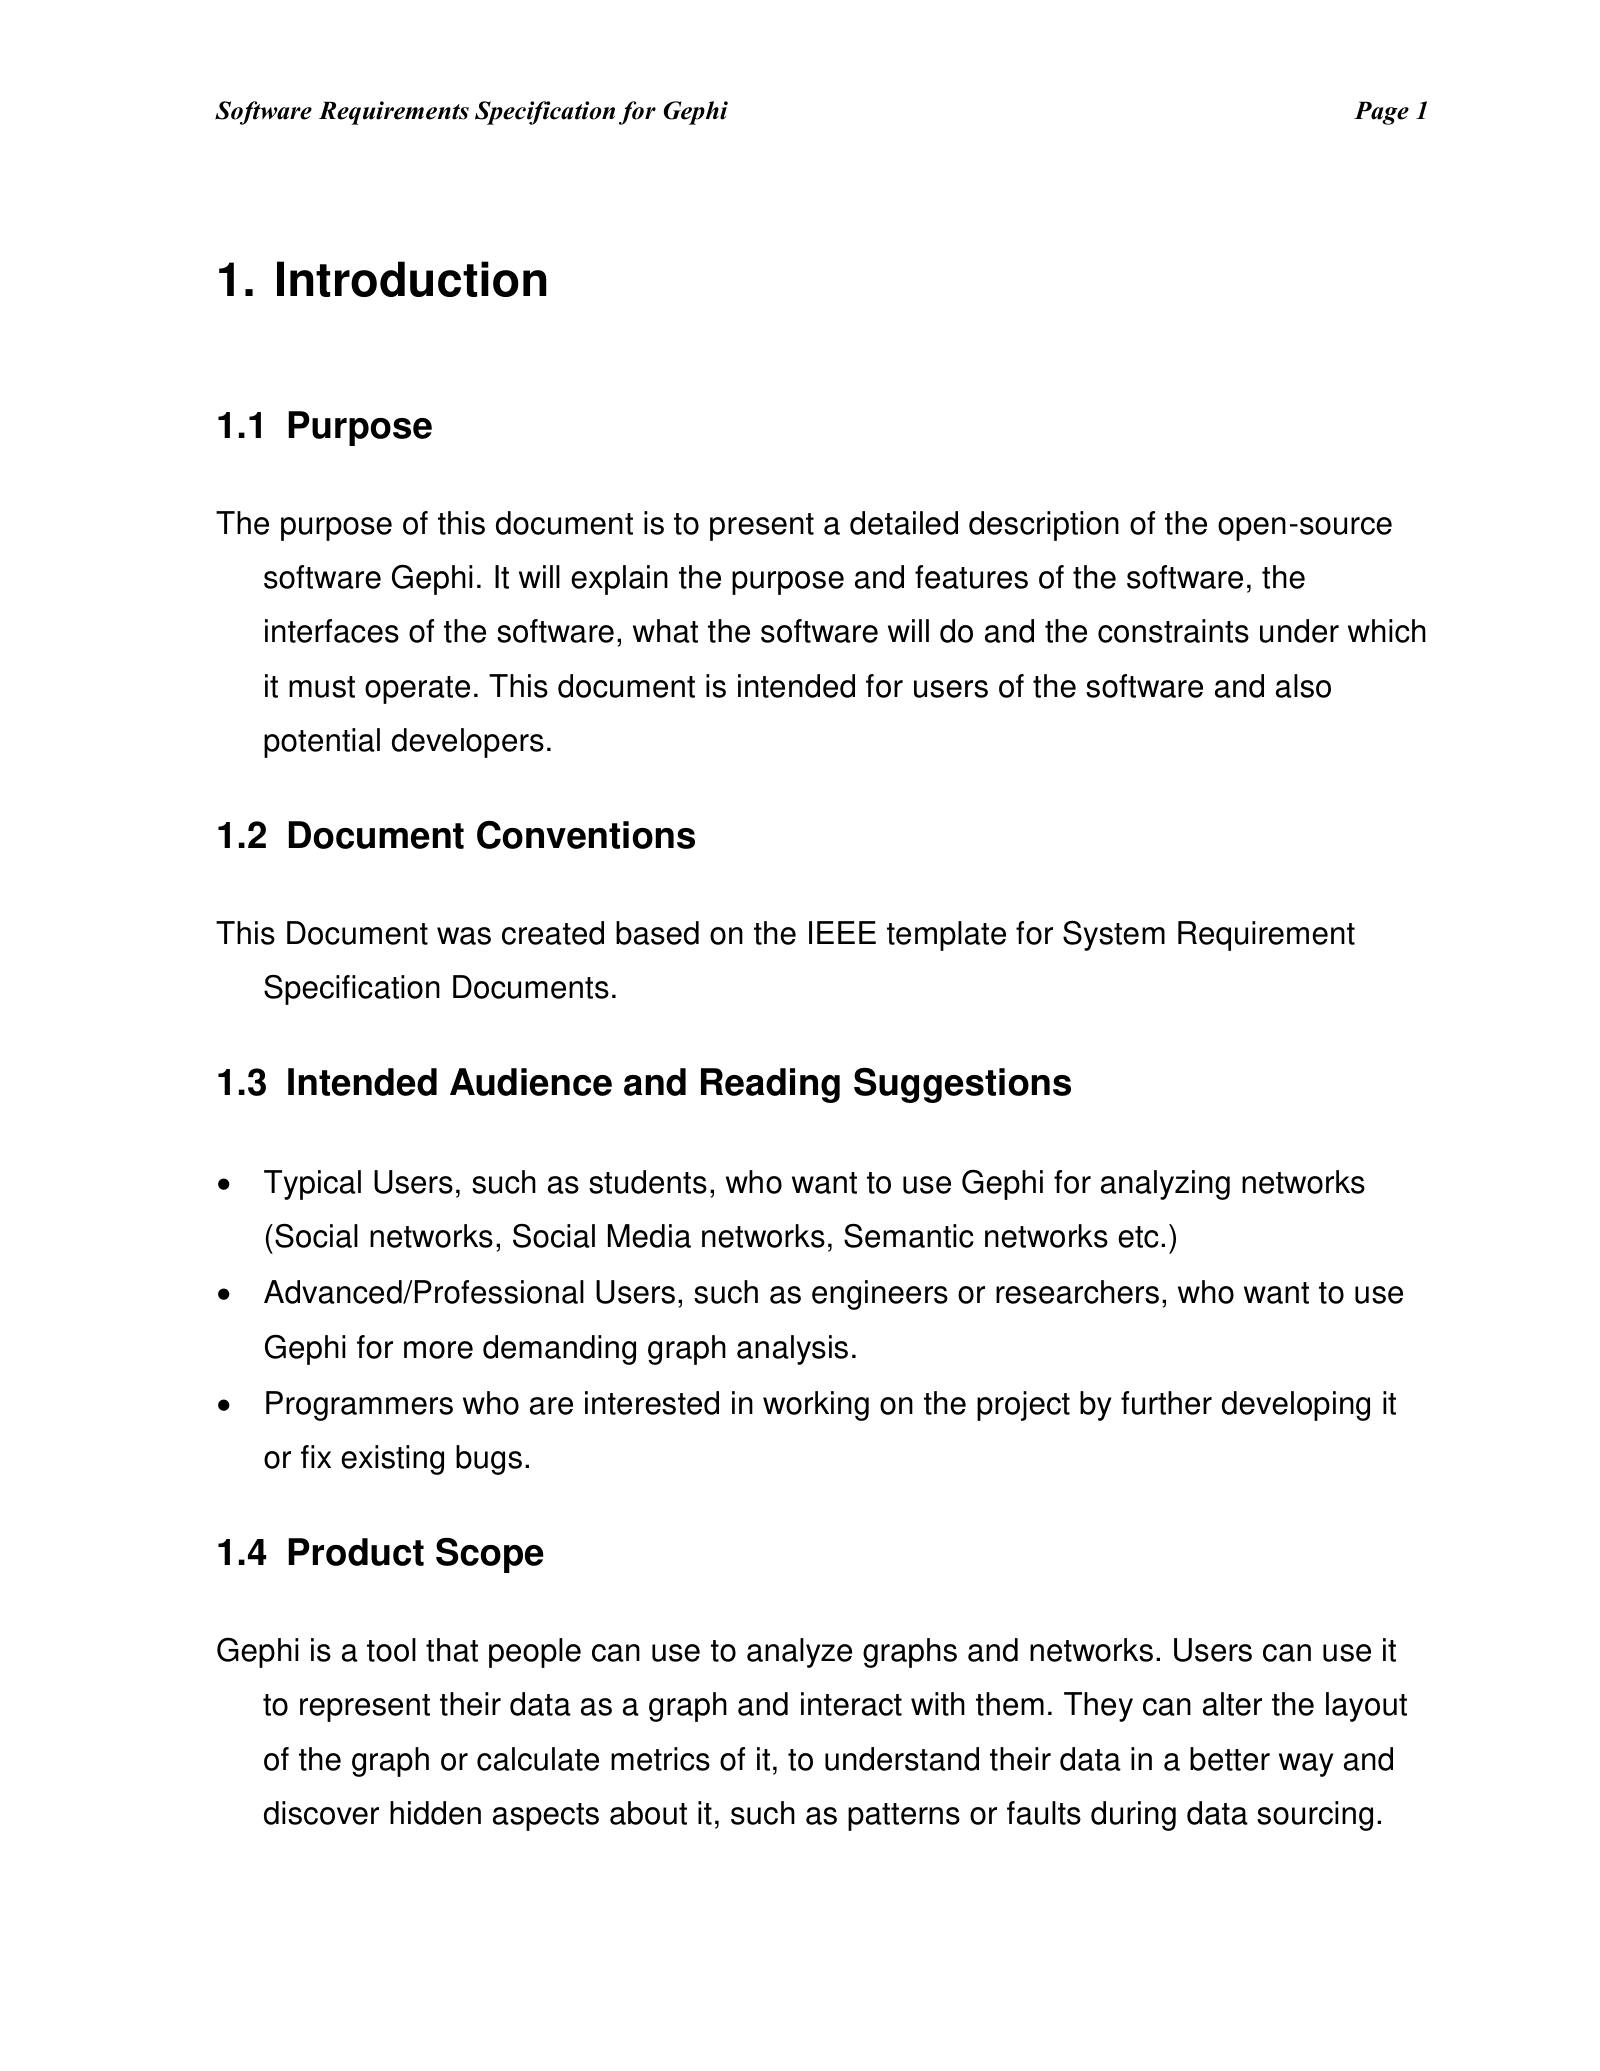 Software Requirements Specification for Gephi Page 1
1. Introduction
1.1 Purpose
The purpose of this document is to present a detailed description of the open-source
software Gephi. It will explain the purpose and features of the software, the
interfaces of the software, what the software will do and the constraints under which
it must operate. This document is intended for users of the software and also
potential developers.
1.2 Document Conventions
This Document was created based on the IEEE template for System Requirement
Specification Documents.
1.3 Intended Audience and Reading Suggestions
• Typical Users, such as students, who want to use Gephi for analyzing networks
(Social networks, Social Media networks, Semantic networks etc.)
• Advanced/Professional Users, such as engineers or researchers, who want to use
Gephi for more demanding graph analysis.
• Programmers who are interested in working on the project by further developing it
or fix existing bugs.
1.4 Product Scope
Gephi is a tool that people can use to analyze graphs and networks. Users can use it
to represent their data as a graph and interact with them. They can alter the layout
of the graph or calculate metrics of it, to understand their data in a better way and
discover hidden aspects about it, such as patterns or faults during data sourcing.